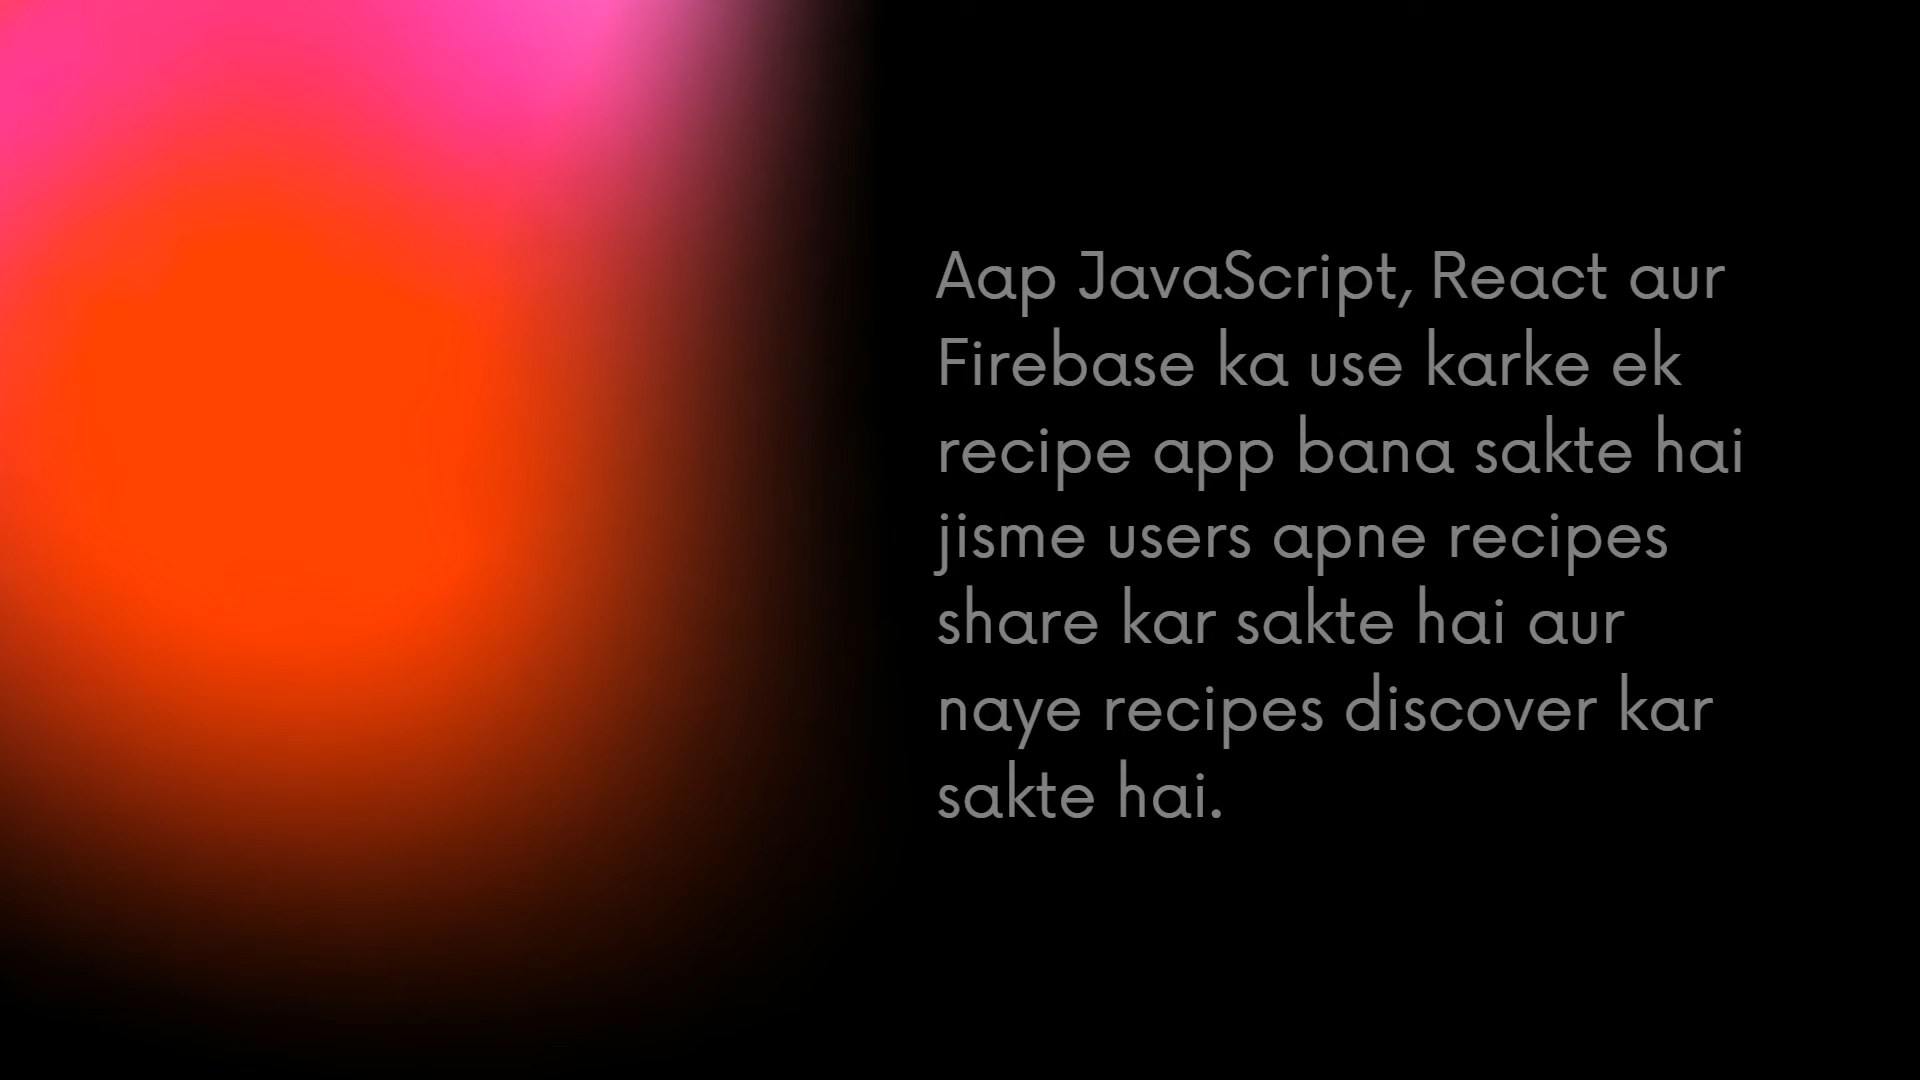 Aap JavaScript, React aur
Firebase ka use karke ek
recipe app bana sakte hai
jisme users apne recipes
share kar sakte hai aur
naye recipes discover kar
sakte hai.